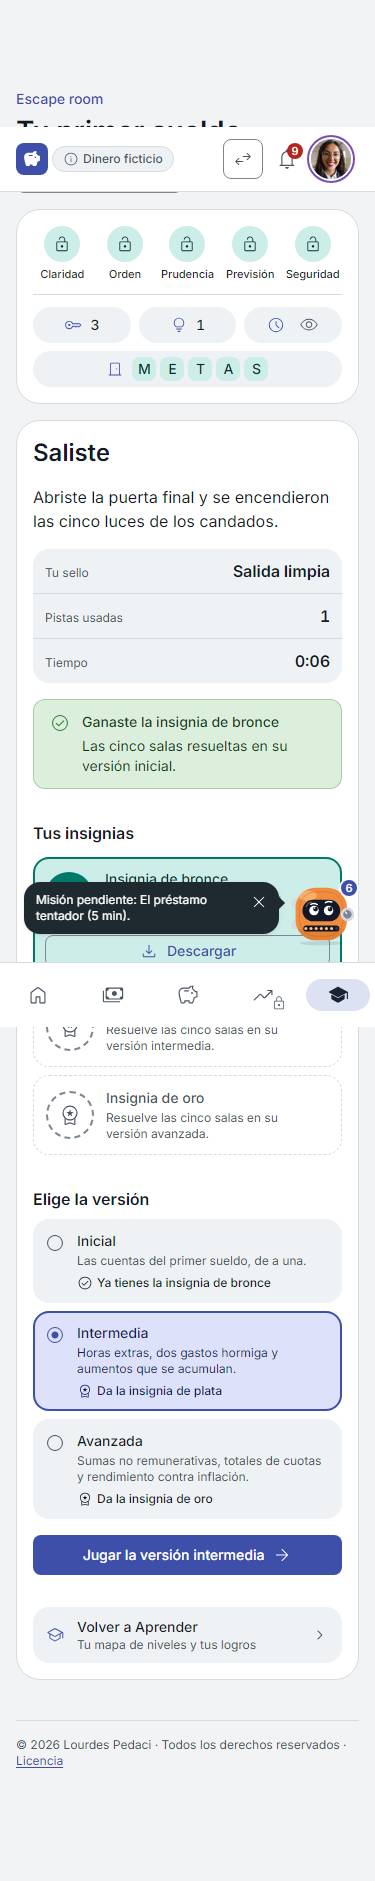 Escape room
Tu primer sueldo
Dinero ficticio
9
Claridad
Orden
Prudencia
Previsión
Seguridad
3
1
M E T A S
Saliste
Abriste la puerta final y se encendieron
las cinco luces de los candados.
Tu sello
Salida limpia
Pistas usadas
1
Tiempo
0:06
Ganaste la insignia de bronce
Las cinco salas resueltas en su
versión inicial.
Tus insignias
Insignia de bronce
Misión pendiente: El préstamo
tentador (5 min).
6
Descargar
Resuelve las cinco salas en su
versión intermedia.
Insignia de oro
Resuelve las cinco salas en su
versión avanzada.
Elige la versión
Inicial
Las cuentas del primer sueldo, de a una.
Ya tienes la insignia de bronce
Intermedia
Horas extras, dos gastos hormiga y
aumentos que se acumulan.
Da la insignia de plata
Avanzada
Sumas no remunerativas, totales de cuotas
y rendimiento contra inflación.
Da la insignia de oro
Jugar la versión intermedia
Volver a Aprender
Tu mapa de niveles y tus logros
© 2026 Lourdes Pedaci · Todos los derechos reservados ·
Licencia